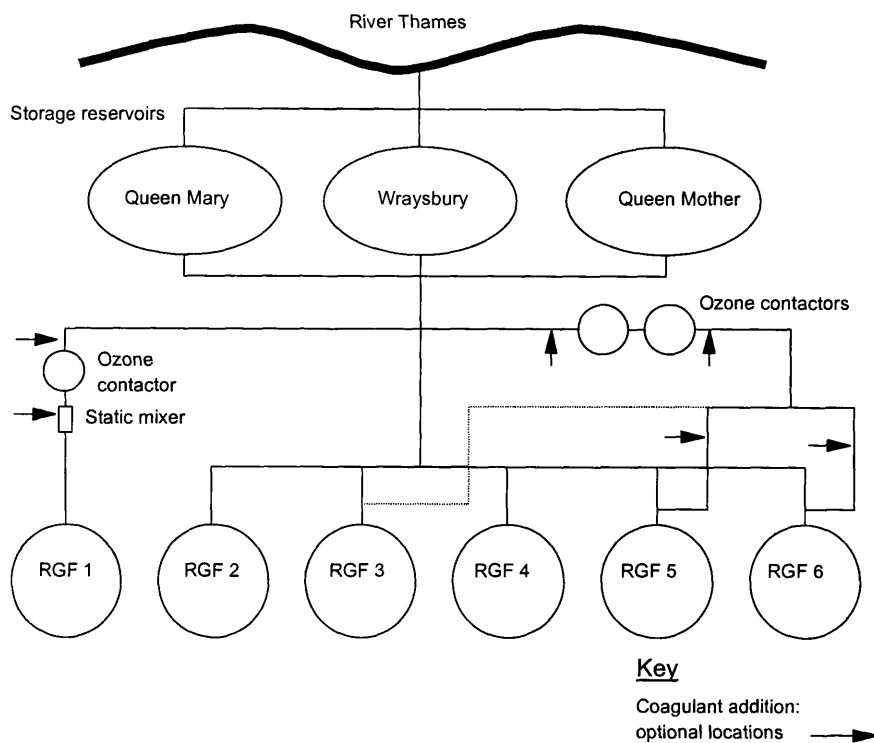 River Thames
Storage reservoirs
Queen Mary
Wraysbury
Queen Mother
Ozone contactors
Ozone
contactor
Static mixer
RGF 1
RGF 2
RGF 3
RGF 4
RGF 5
RGF 6
Key
Coagulant addition:
optional locations